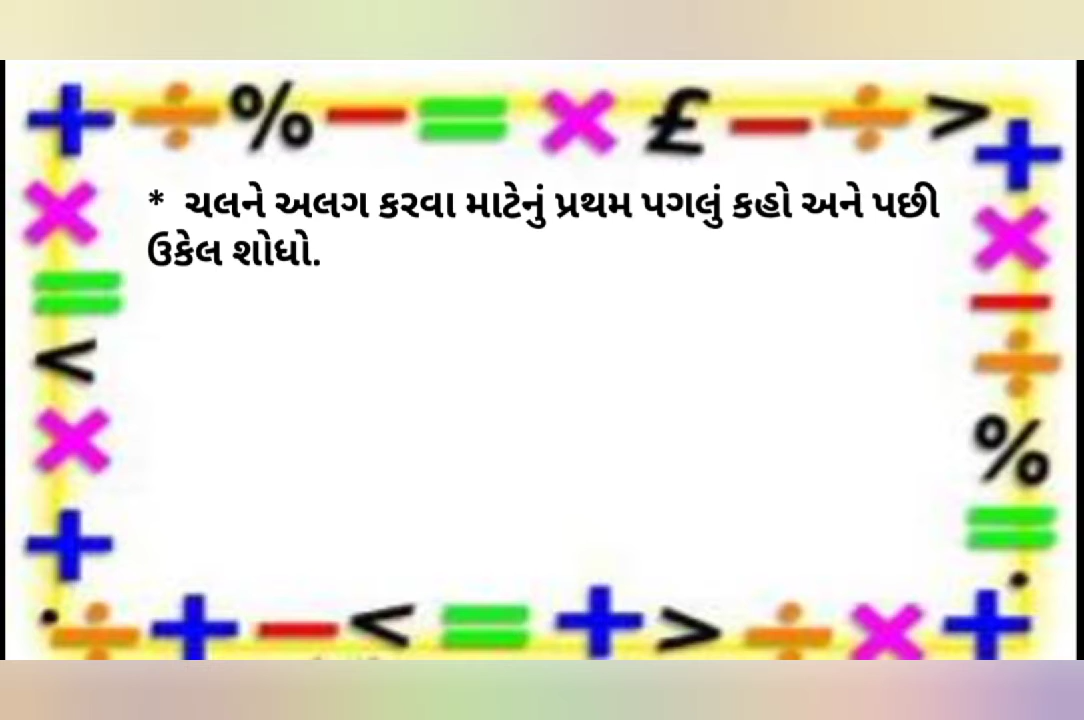 * ચલને અલગ કરવા માટેનું પ્રથમ પગલું કહો અને પછી
ઉકેલ શોધો.